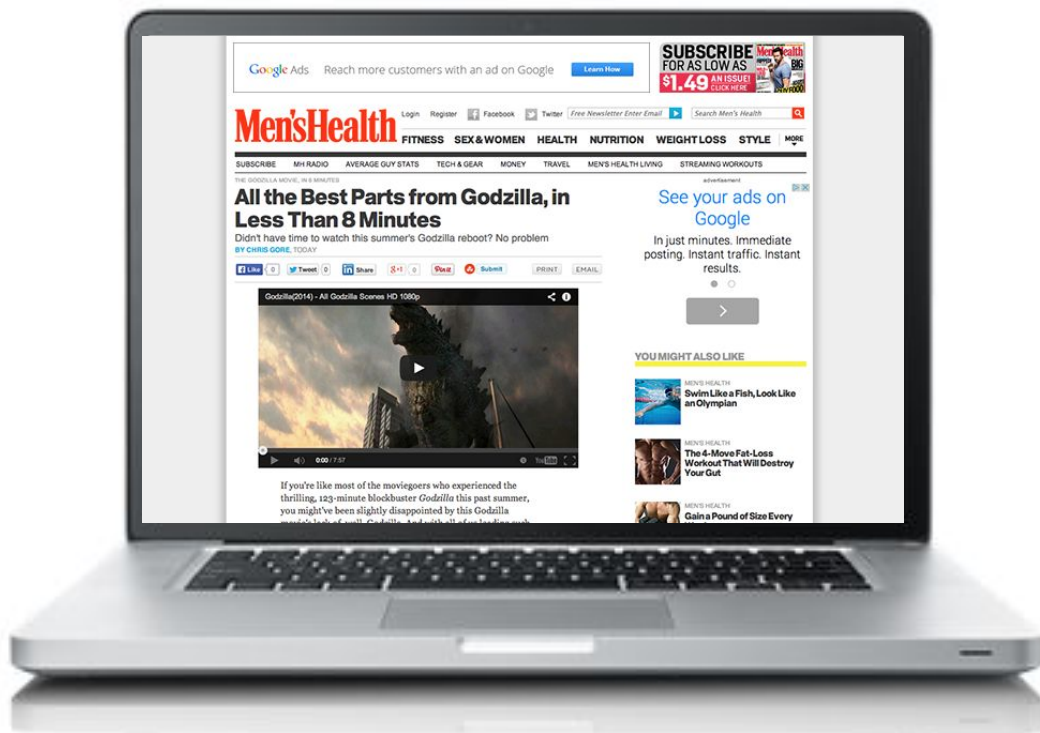 Google Ads Reach more customers with an ad on Google Learn How
SUBSCRIBE
FOR AS LOW AS
$1.49 AN ISSUE!
CLICK HERE
Men'sHealth
Login Register Facebook Twitter Free Newsletter Enter Email Search Men's Health
FITNESS SEX & WOMEN HEALTH NUTRITION WEIGHT LOSS STYLE MORE
SUBSCRIBE MH RADIO AVERAGE GUY STATS TECH & GEAR MONEY TRAVEL MEN'S HEALTH LIVING STREAMING WORKOUTS
THE GODZILLA MOVIE, IN 8 MINUTES
All the Best Parts from Godzilla, in
Less Than 8 Minutes
Didn't have time to watch this summer's Godzilla reboot? No problem
BY CHRIS GORE, TODAY
Like 0 Tweet 0 in Share g+1 0 Pin it Submit PRINT EMAIL
Godzilla(2014) - All Godzilla Scenes HD 1080p
0:00 / 7:57 YouTube
If you're like most of the moviegoers who experienced the
thrilling, 123-minute blockbuster Godzilla this past summer,
you might've been slightly disappointed by this Godzilla
advertisement
See your ads on
Google
In just minutes. Immediate
posting. Instant traffic. Instant
results.
YOU MIGHT ALSO LIKE
MEN'S HEALTH
Swim Like a Fish, Look Like
an Olympian
MEN'S HEALTH
The 4-Move Fat-Loss
Workout That Will Destroy
Your Gut
MEN'S HEALTH
Gain a Pound of Size Every